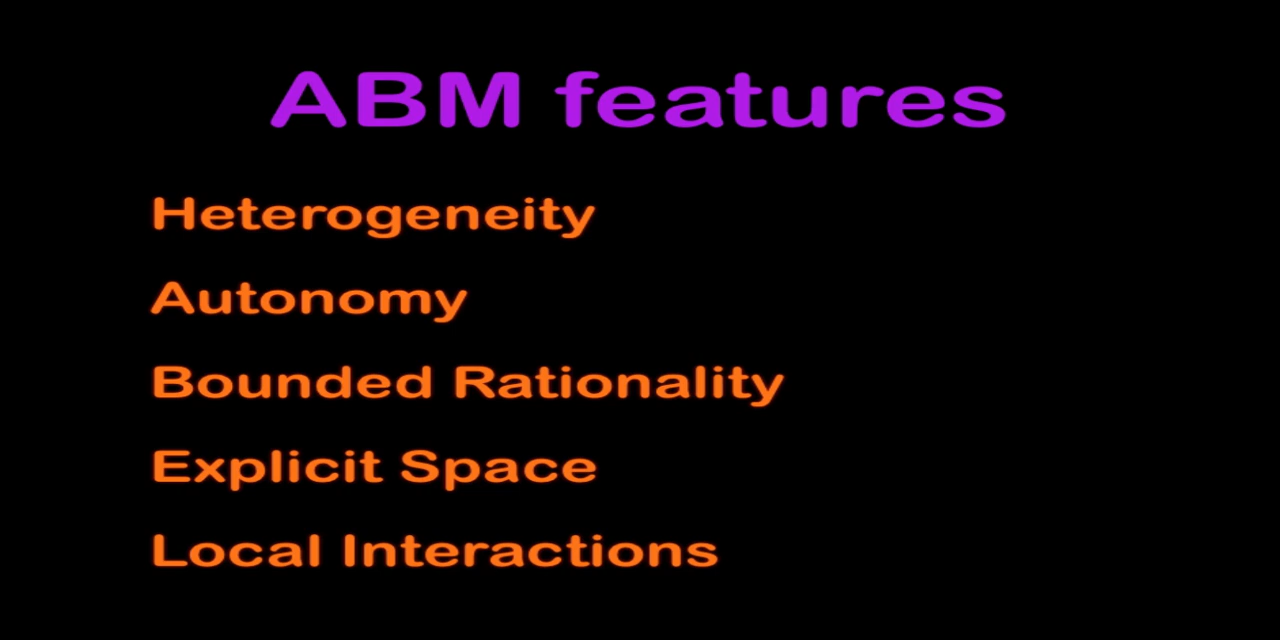 ABM features
Heterogeneity
Autonomy
Bounded Rationality
Explicit Space
Local Interactions